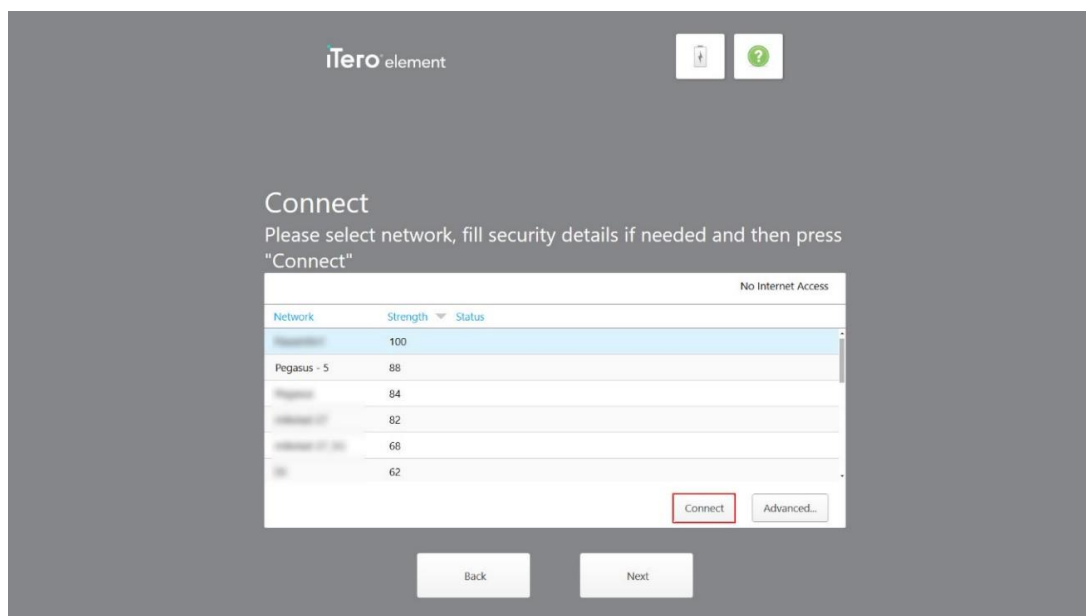 iTero element
?
Connect
Please select network, fill security details if needed and then press
"Connect"
No Internet Access
Network Strength Status
100
Pegasus - 5 88
84
82
68
62
Connect Advanced...
Back Next